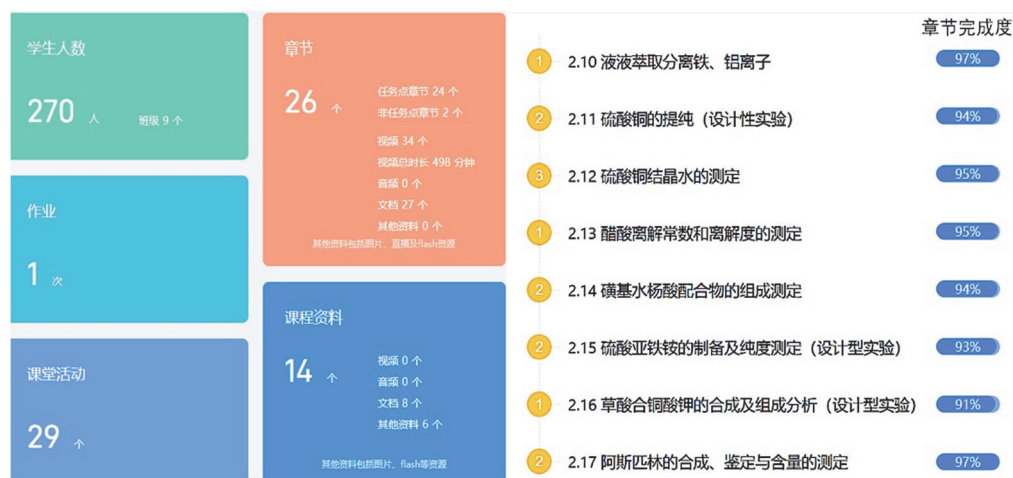 学生人数
270 人 班级 9 个
作业
1 次
课堂活动
29 个
章节
26 个
任务点章节 24 个
非任务点章节 2 个
视频 34 个
视频总时长 498 分钟
音频 0 个
文档 27 个
其他资料 0 个
其他资料包括图片、直播及flash资源
课程资料
14 个
视频 0 个
音频 0 个
文档 8 个
其他资料 6 个
其他资料包括图片、flash等资源
章节完成度
1 2.10 液液萃取分离铁、铝离子 97%
2 2.11 硫酸铜的提纯（设计性实验） 94%
3 2.12 硫酸铜结晶水的测定 95%
1 2.13 醋酸离解常数和离解度的测定 95%
2 2.14 磺基水杨酸配合物的组成测定 94%
2 2.15 硫酸亚铁铵的制备及纯度测定（设计型实验） 93%
1 2.16 草酸合铜酸钾的合成及组成分析（设计型实验） 91%
2 2.17 阿斯匹林的合成、鉴定与含量的测定 97%